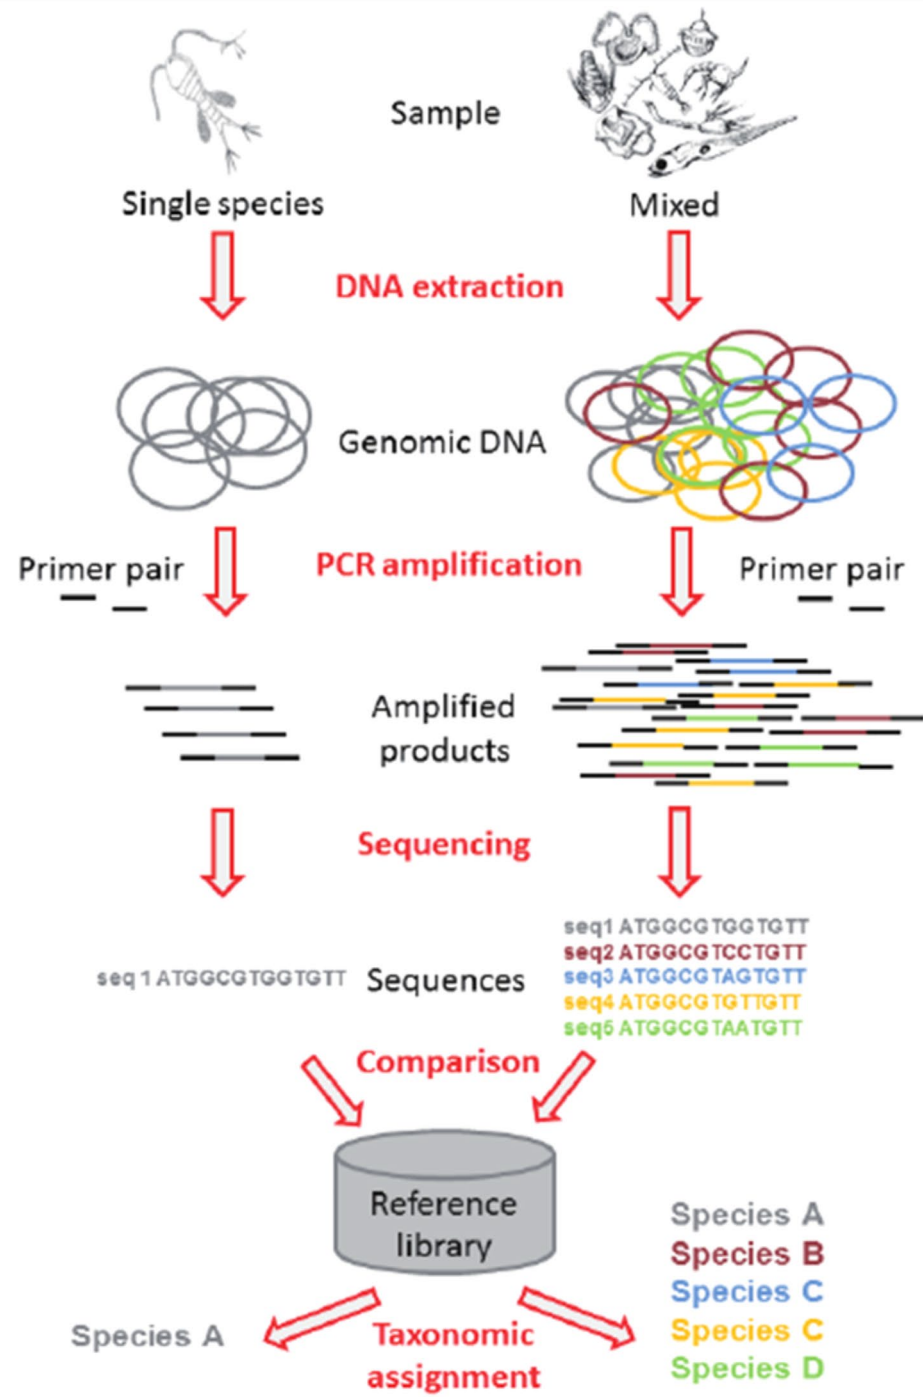 Sample
Single species
Mixed
DNA extraction
Genomic DNA
Primer pair
PCR amplification
Primer pair
Amplified
products
Sequencing
seq1 ATGGCGTGGTGTT
seq2 ATGGCGTCCTGTT
seq3 ATGGCGTAGTGTT
seq4 ATGGCGTGTTGTT
seq5 ATGGCGTAATGTT
seq 1 ATGGCGTGGTGTT
Sequences
Comparison
Reference
library
Species A
Species B
Species C
Species C
Species D
Species A
Taxonomic
assignment